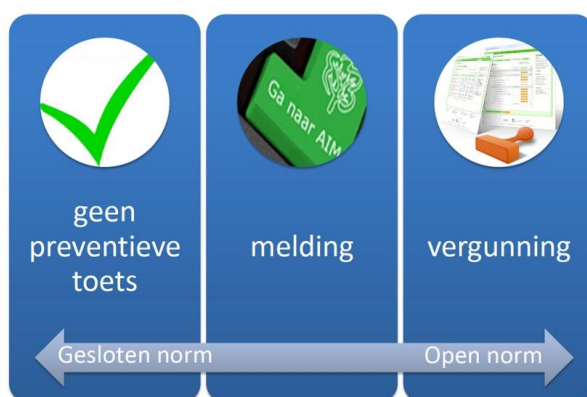 Ga naar AIM
geen
preventieve
toets
melding
vergunning
Gesloten norm
Open norm